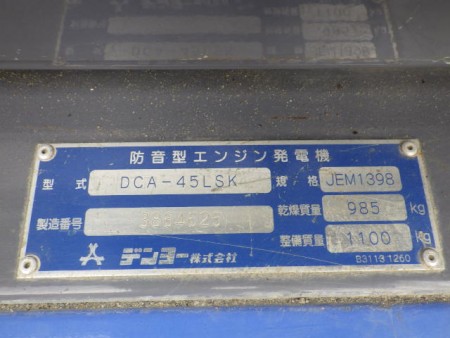 防音型エンジン発電機
型式 DCA-45LSK 規格 JEM1398
製造番号 乾燥質量 985 kg
整備質量 1100 kg
デンヨー株式会社 B3113 1260